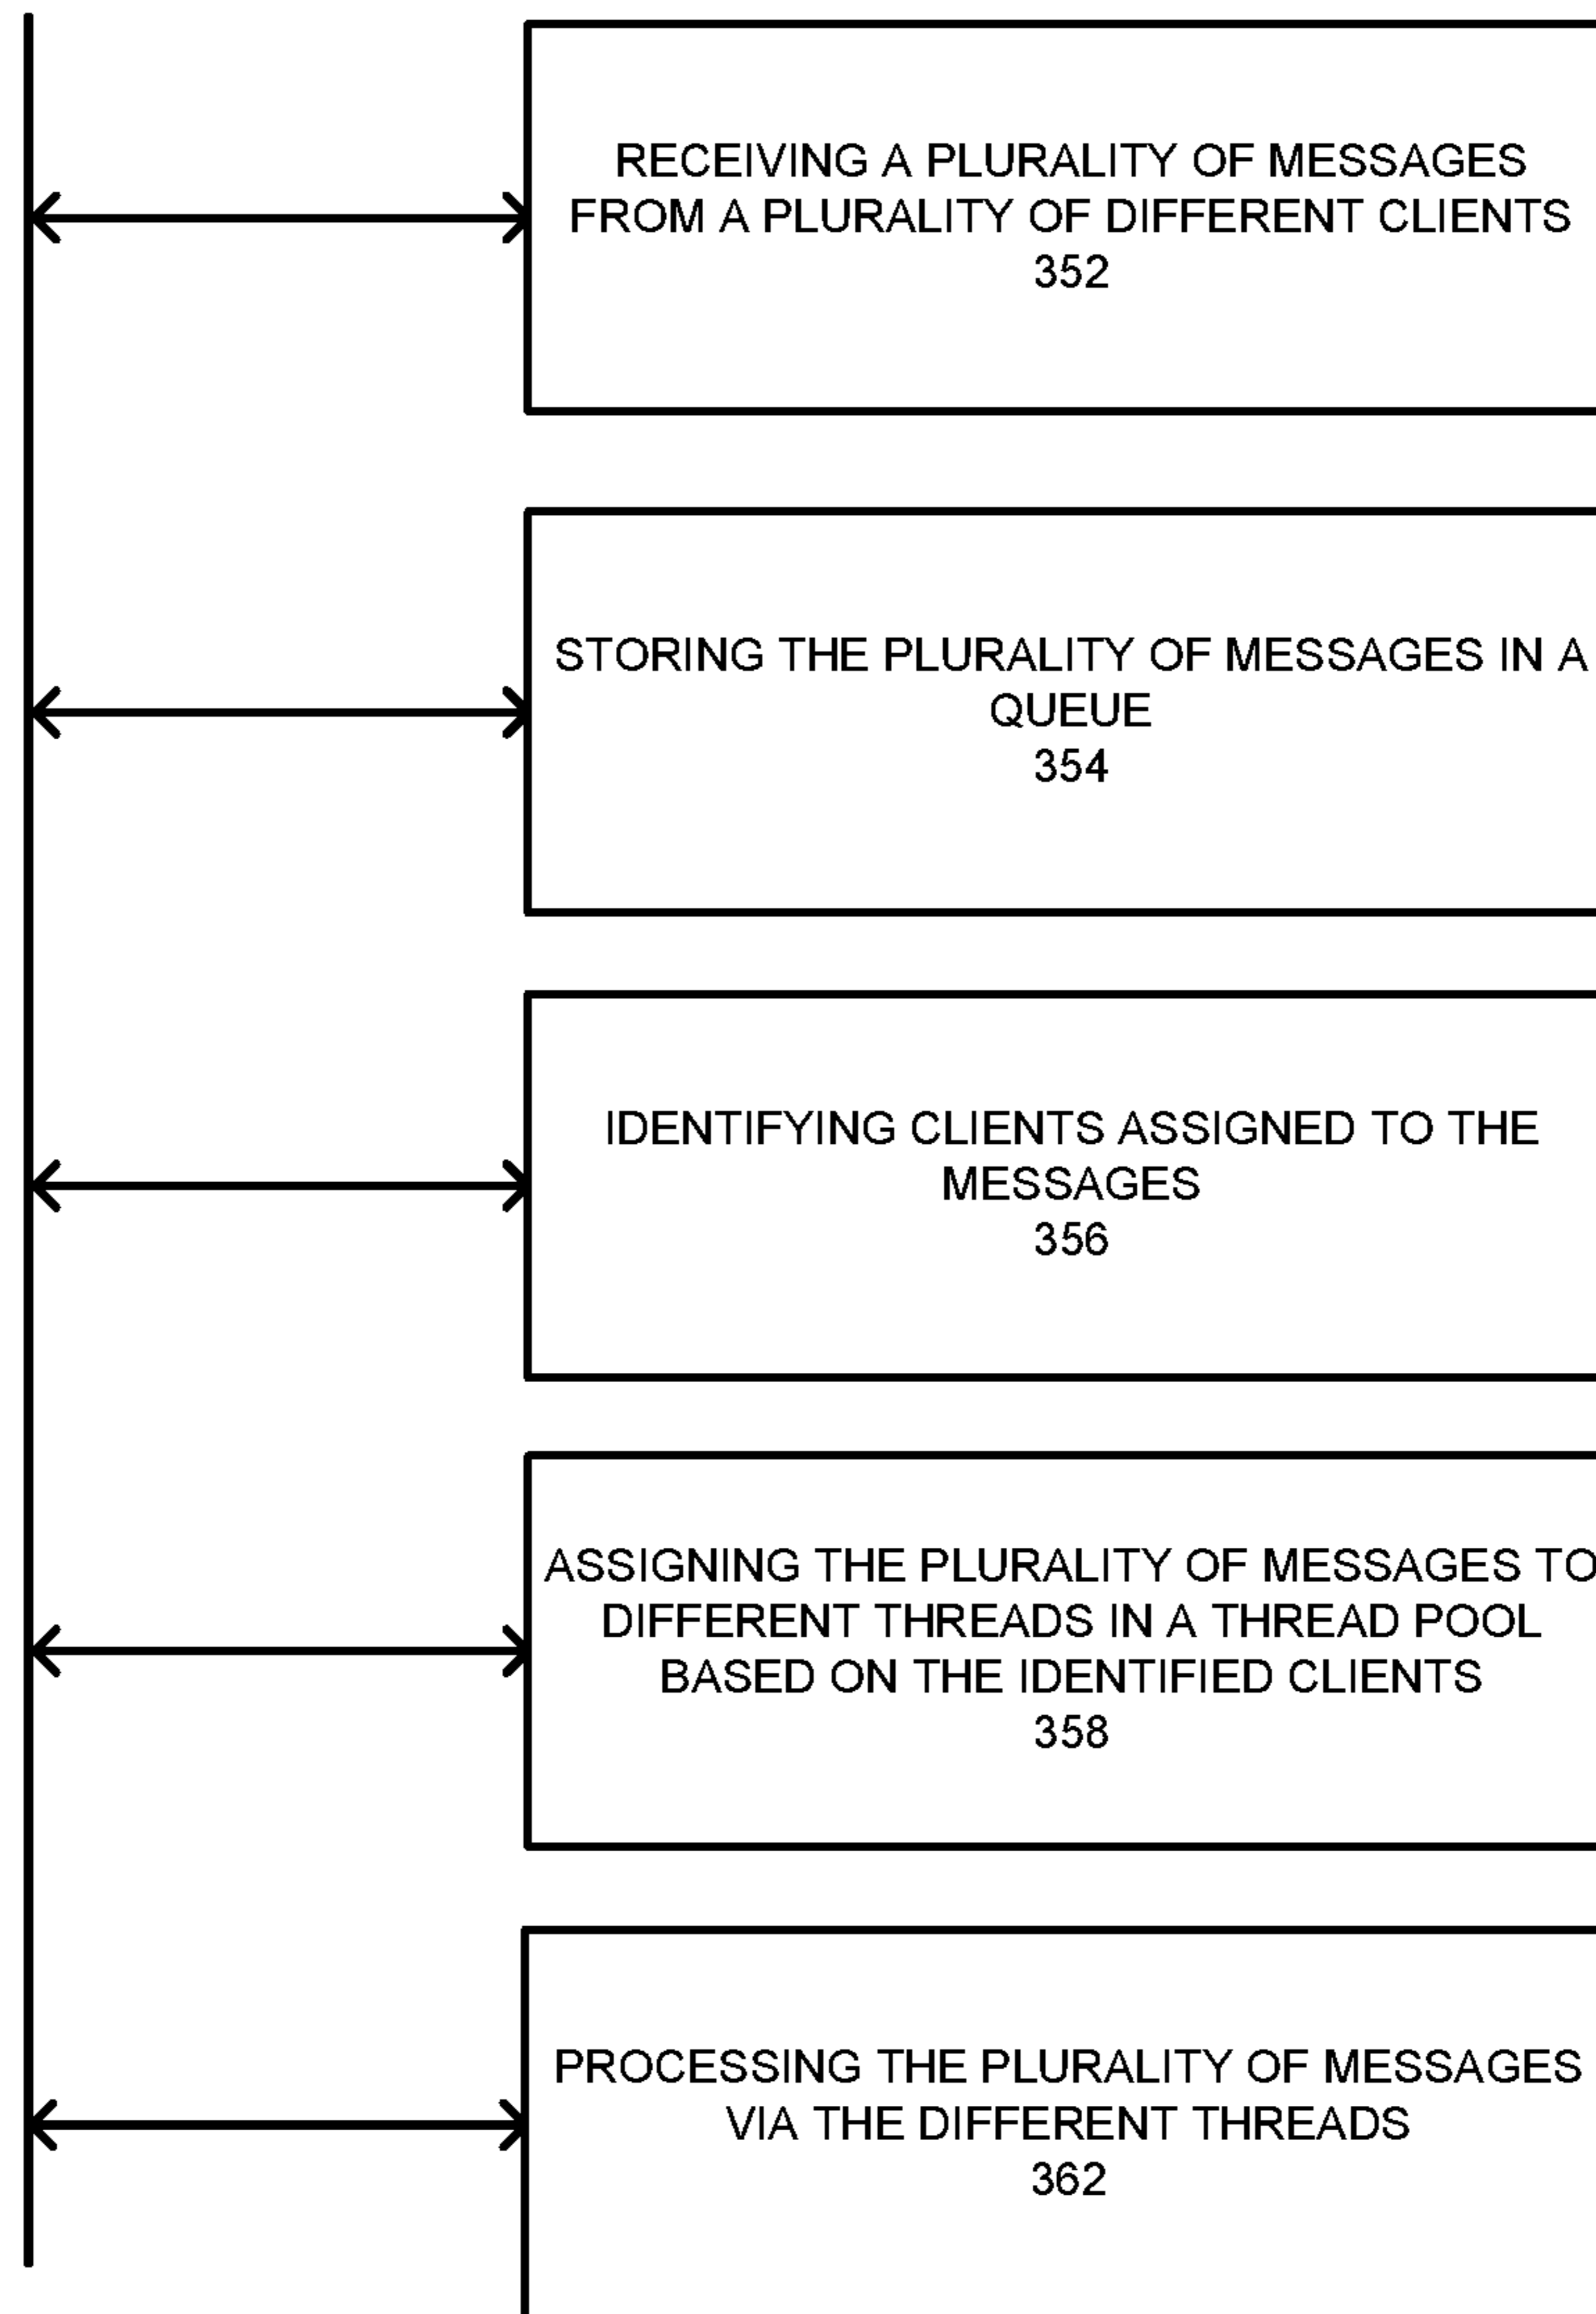 RECEIVING A PLURALITY OF MESSAGES
FROM A PLURALITY OF DIFFERENT CLIENTS
352
STORING THE PLURALITY OF MESSAGES IN A
QUEUE
354
IDENTIFYING CLIENTS ASSIGNED TO THE
MESSAGES
356
ASSIGNING THE PLURALITY OF MESSAGES TO
DIFFERENT THREADS IN A THREAD POOL
BASED ON THE IDENTIFIED CLIENTS
358
PROCESSING THE PLURALITY OF MESSAGES
VIA THE DIFFERENT THREADS
362